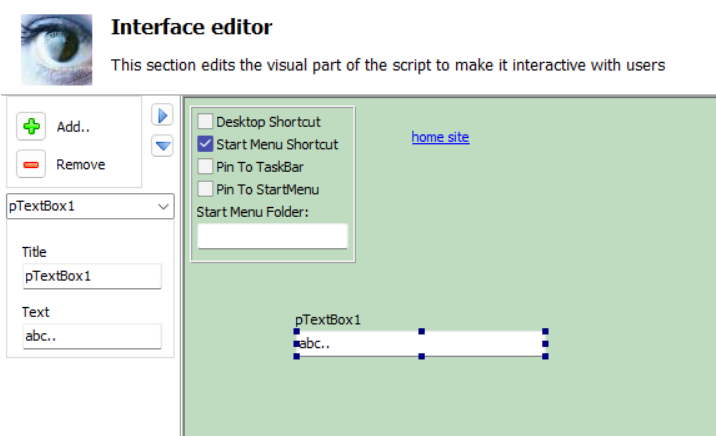 Interface editor
This section edits the visual part of the script to make it interactive with users
Add..
Remove
pTextBox1
Title
pTextBox1
Text
abc..
Desktop Shortcut
Start Menu Shortcut
Pin To TaskBar
Pin To StartMenu
Start Menu Folder:
home site
pTextBox1
abc..